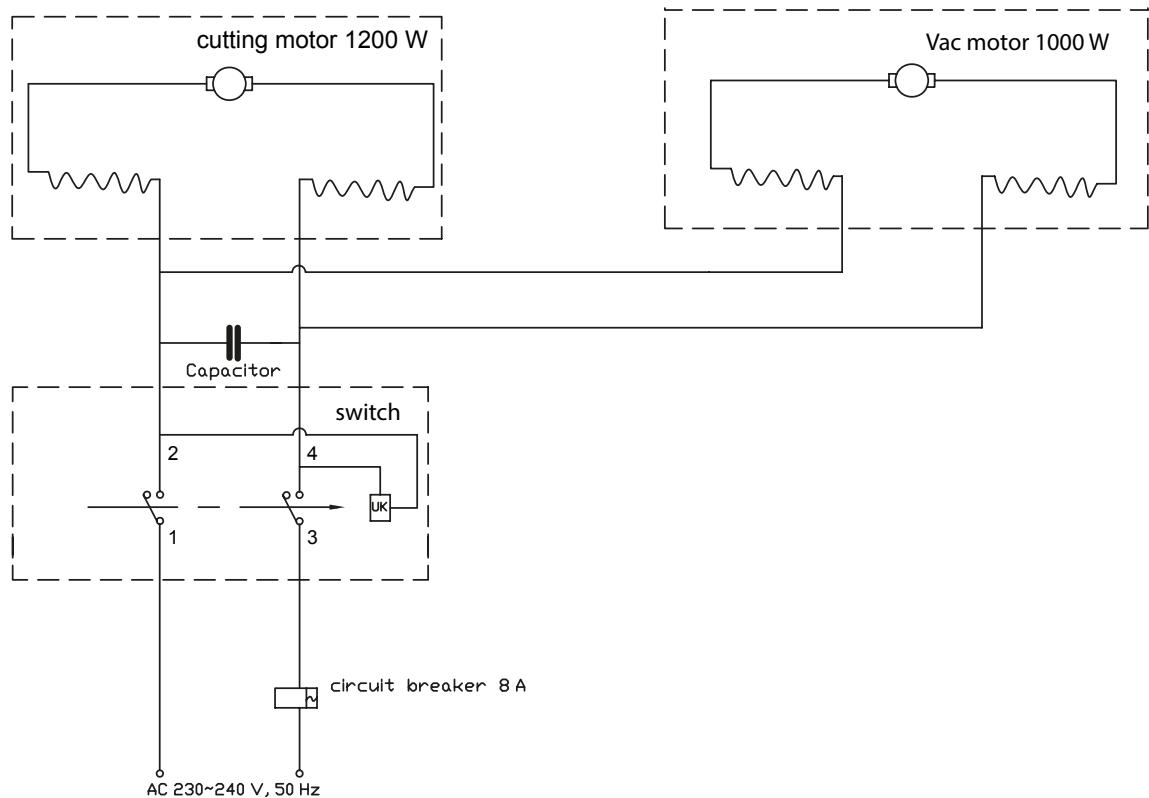 cutting motor 1200 W
Vac motor 1000 W
Capacitor
switch
2
4
UK
1
3
circuit breaker 8 A
AC 230~240 V, 50 Hz